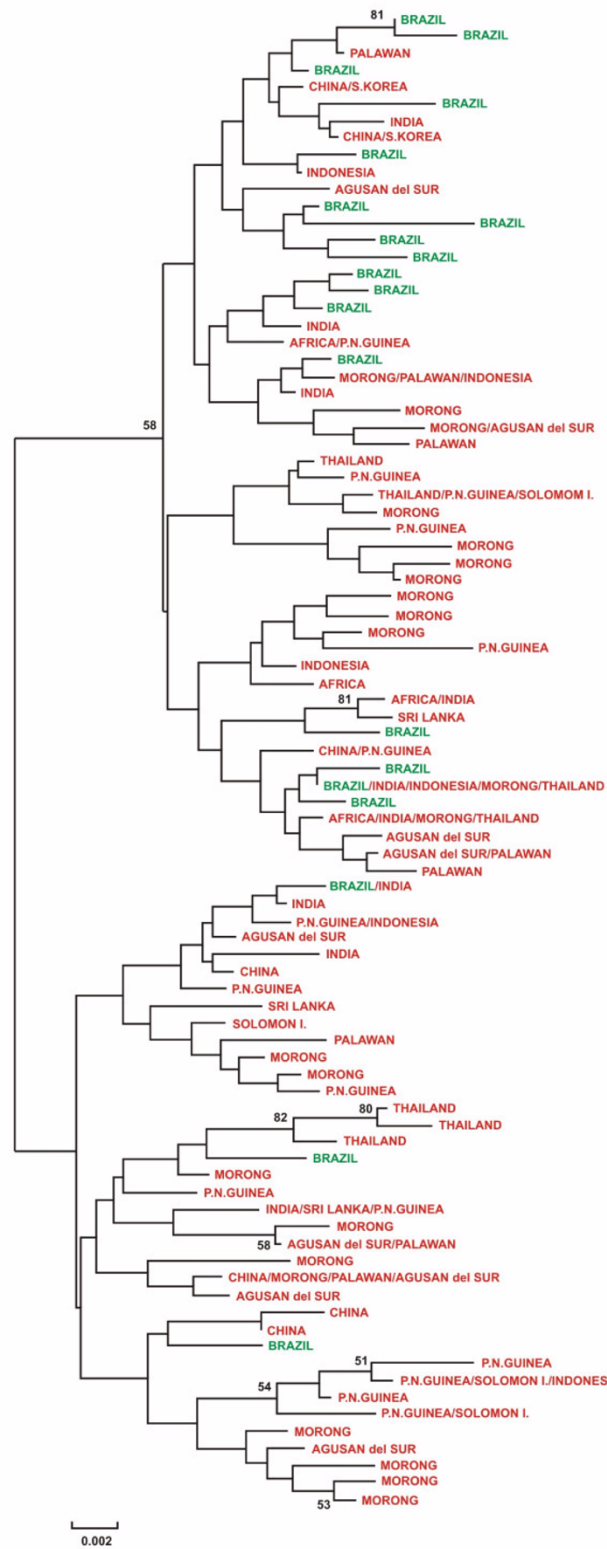 81
BRAZIL
BRAZIL
PALAWAN
BRAZIL
CHINA/S.KOREA
BRAZIL
INDIA
CHINA/S.KOREA
BRAZIL
INDONESIA
AGUSAN del SUR
BRAZIL
BRAZIL
BRAZIL
BRAZIL
BRAZIL
BRAZIL
BRAZIL
INDIA
AFRICA/P.N.GUINEA
BRAZIL
MORONG/PALAWAN/INDONESIA
INDIA
MORONG
58
MORONG/AGUSAN del SUR
PALAWAN
THAILAND
P.N.GUINEA
THAILAND/P.N.GUINEA/SOLOMOM I.
MORONG
P.N.GUINEA
MORONG
MORONG
MORONG
MORONG
MORONG
MORONG
P.N.GUINEA
INDONESIA
AFRICA
81
AFRICA/INDIA
SRI LANKA
BRAZIL
CHINA/P.N.GUINEA
BRAZIL
BRAZIL/INDIA/INDONESIA/MORONG/THAILAND
BRAZIL
AFRICA/INDIA/MORONG/THAILAND
AGUSAN del SUR
AGUSAN del SUR/PALAWAN
PALAWAN
BRAZIL/INDIA
INDIA
P.N.GUINEA/INDONESIA
AGUSAN del SUR
INDIA
CHINA
P.N.GUINEA
SRI LANKA
SOLOMON I.
PALAWAN
MORONG
MORONG
P.N.GUINEA
80
THAILAND
82
THAILAND
THAILAND
BRAZIL
MORONG
P.N.GUINEA
INDIA/SRI LANKA/P.N.GUINEA
MORONG
58
AGUSAN del SUR/PALAWAN
MORONG
CHINA/MORONG/PALAWAN/AGUSAN del SUR
AGUSAN del SUR
CHINA
CHINA
BRAZIL
51
P.N.GUINEA
P.N.GUINEA/SOLOMON I./INDONES
54
P.N.GUINEA
P.N.GUINEA/SOLOMON I.
MORONG
AGUSAN del SUR
MORONG
MORONG
53
MORONG
0.002